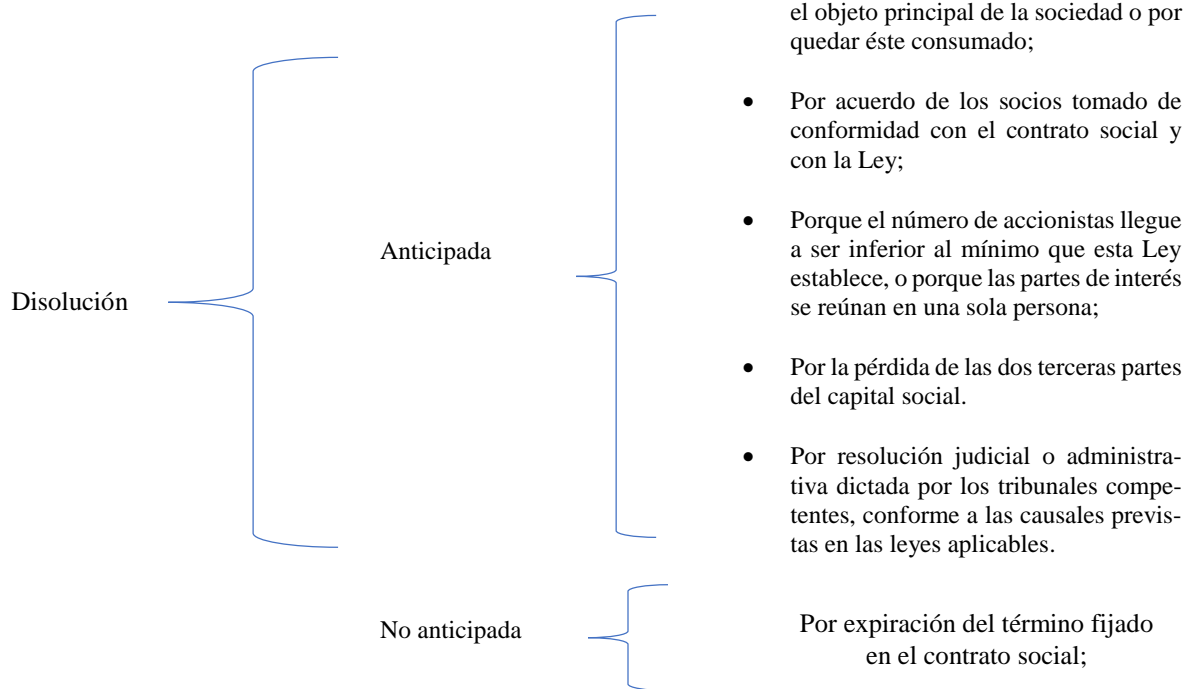 el objeto principal de la sociedad o por
quedar éste consumado;
• Por acuerdo de los socios tomado de
conformidad con el contrato social y
con la Ley;
• Porque el número de accionistas llegue
a ser inferior al mínimo que esta Ley
establece, o porque las partes de interés
se reúnan en una sola persona;
• Por la pérdida de las dos terceras partes
del capital social.
• Por resolución judicial o administra-
tiva dictada por los tribunales compe-
tentes, conforme a las causales previs-
tas en las leyes aplicables.
Anticipada
Disolución
No anticipada
Por expiración del término fijado
en el contrato social;